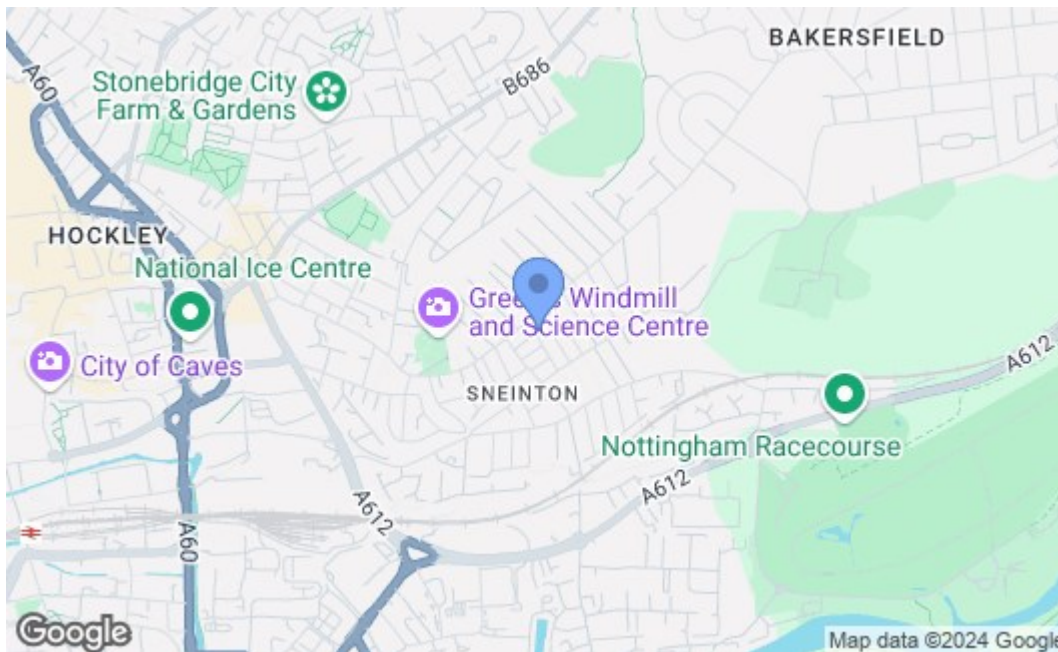 BAKERSFIELD
A60
Stonebridge City
Farm & Gardens
B686
HOCKLEY
National Ice Centre
Green's Windmill
and Science Centre
City of Caves
A612
SNEINTON
Nottingham Racecourse
A612
A612
A60
Google
Map data ©2024 Google